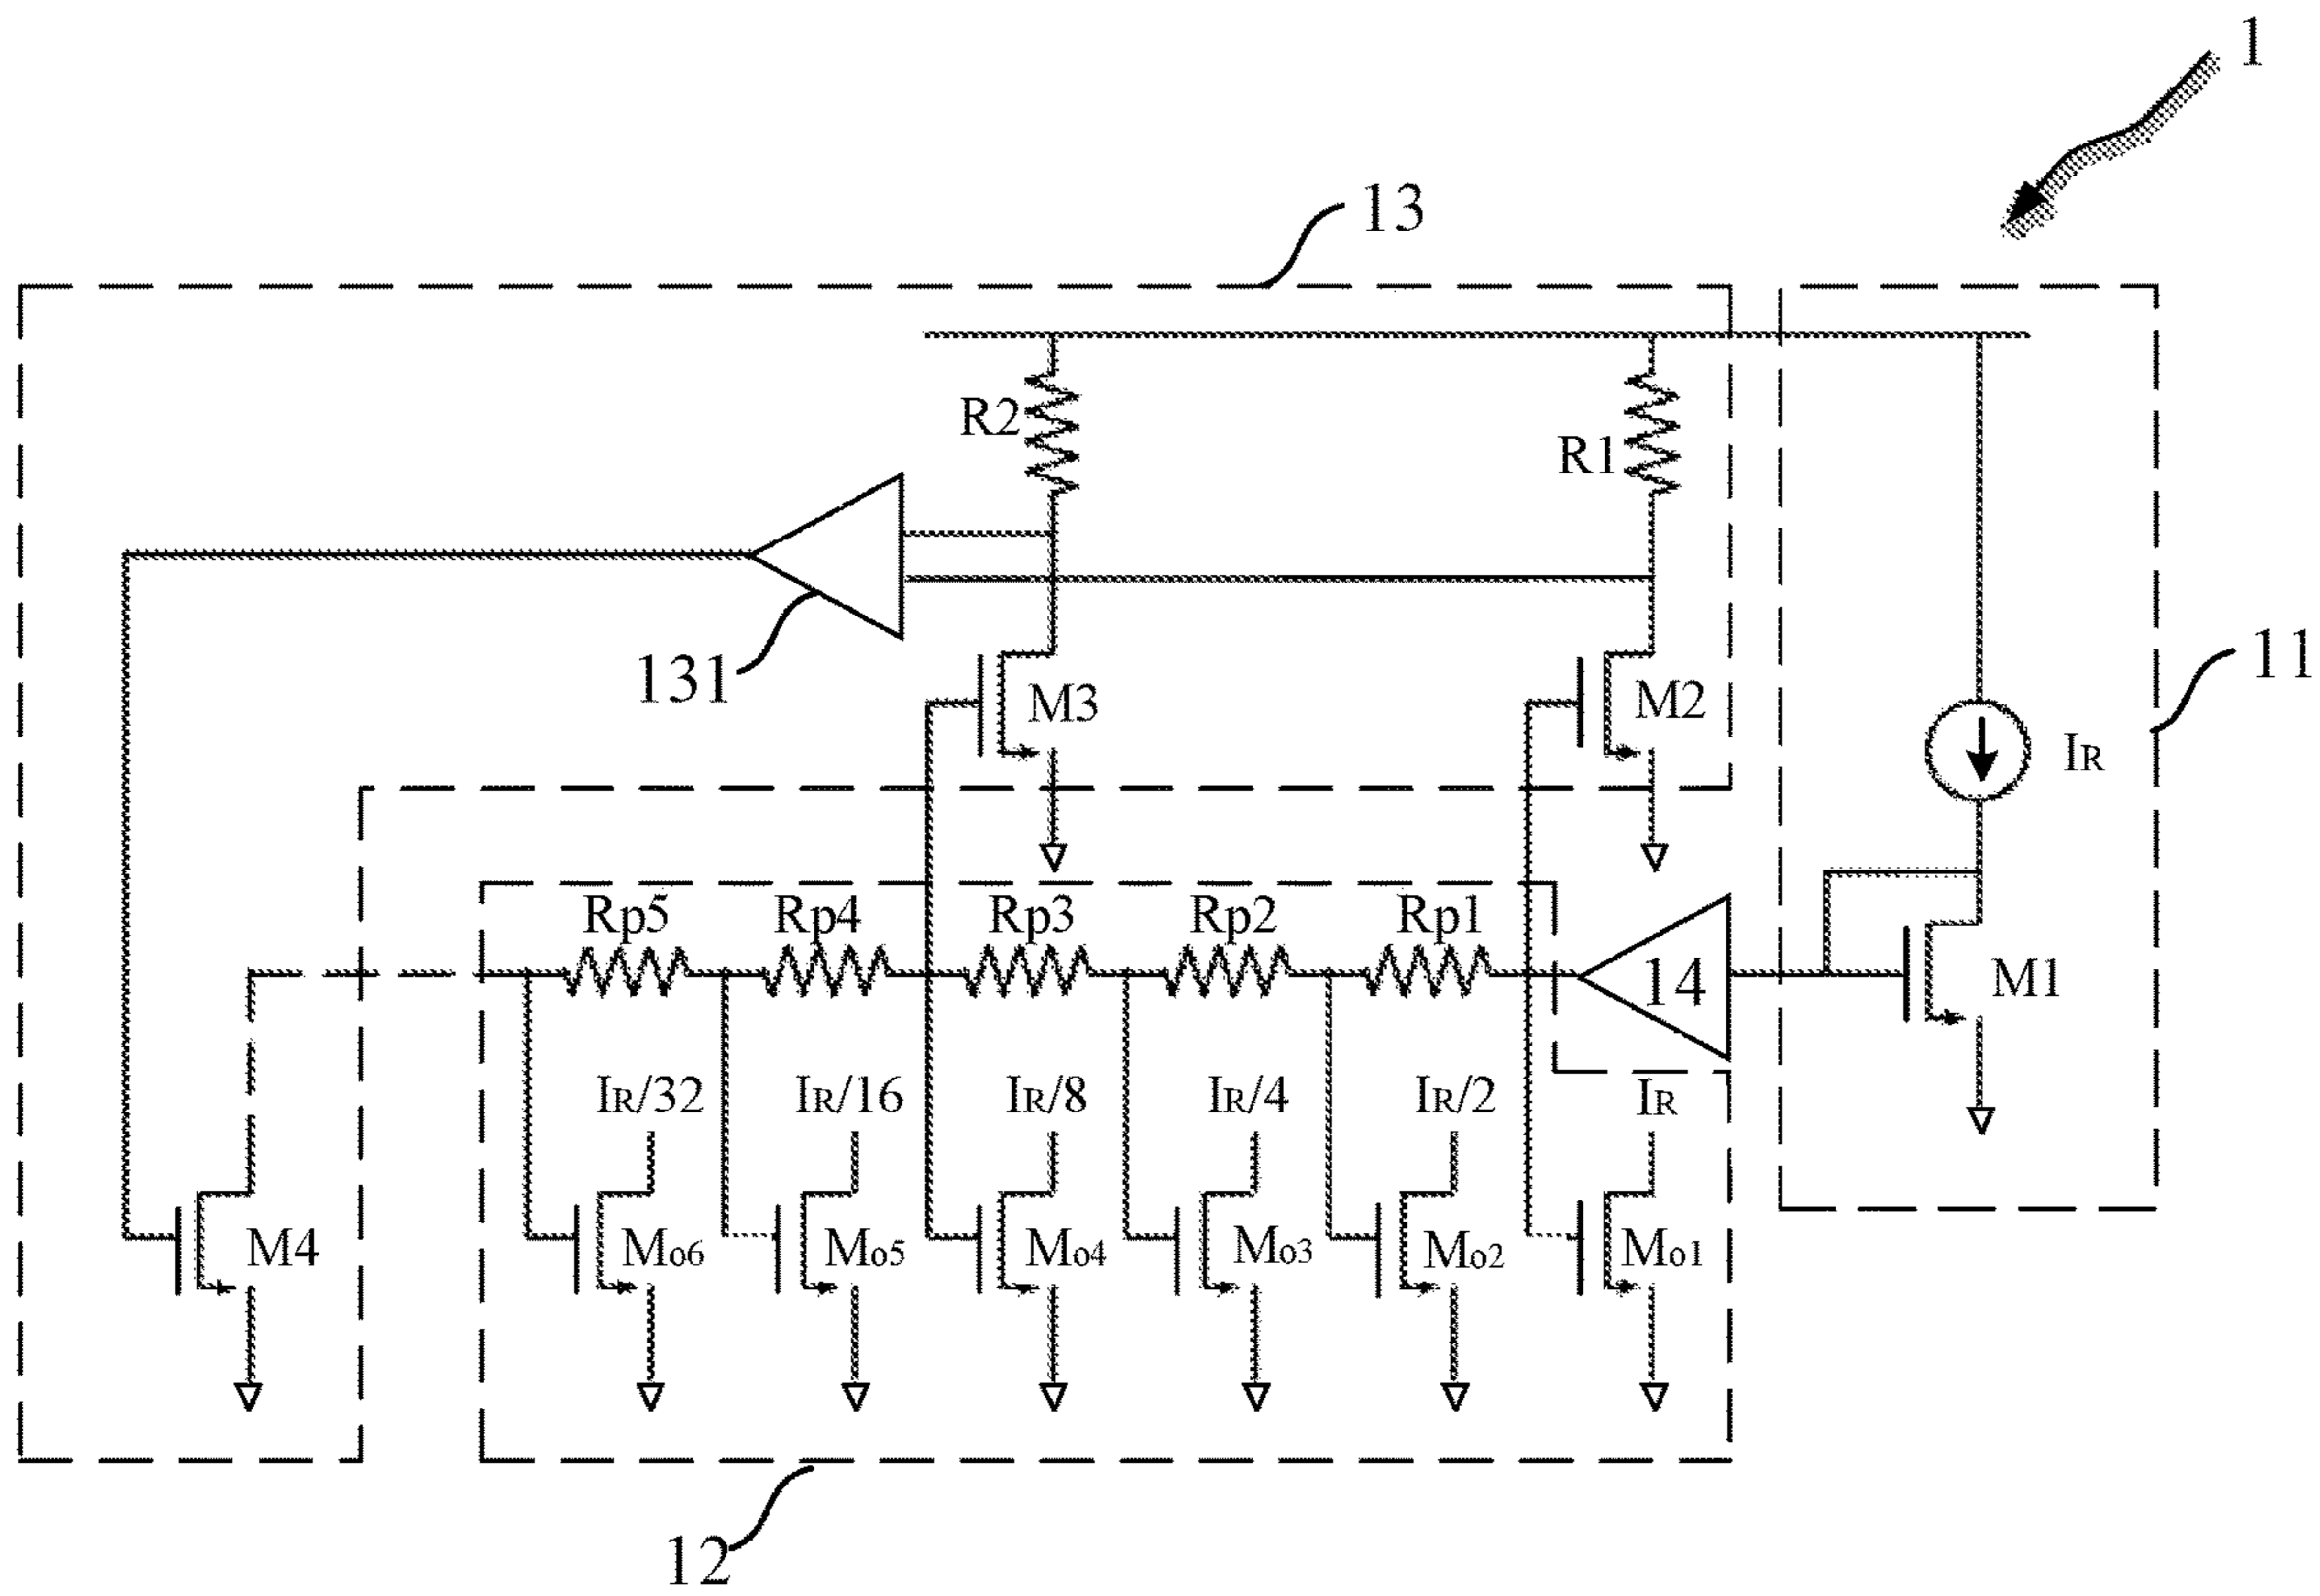 1
13
R2
R1
131
M3
M2
11
IR
Rp5
Rp4
Rp3
Rp2
Rp1
14
M1
IR/32
IR/16
IR/8
IR/4
IR/2
IR
M4
Mo6
Mo5
Mo4
Mo3
Mo2
Mo1
12